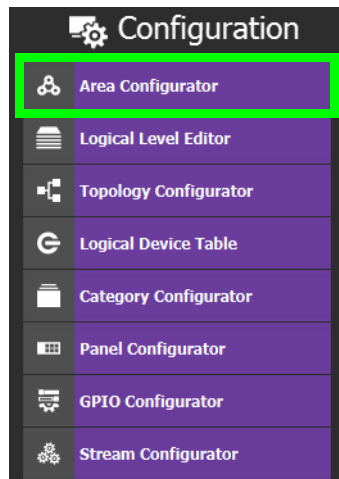 Configuration
Area Configurator
Logical Level Editor
Topology Configurator
Logical Device Table
Category Configurator
Panel Configurator
GPIO Configurator
Stream Configurator